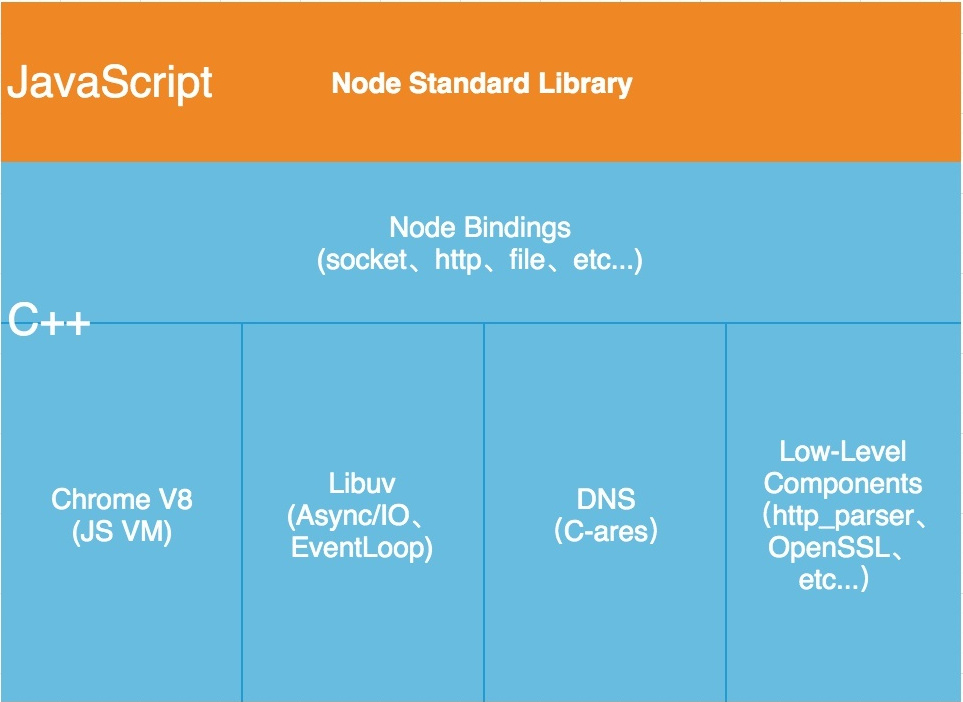 JavaScript
Node Standard Library
Node Bindings
(socket、http、file、etc...)
C++
Chrome V8
(JS VM)
Libuv
(Async/IO、
EventLoop)
DNS
（C-ares）
Low-Level
Components
（http_parser、
OpenSSL、
etc...）